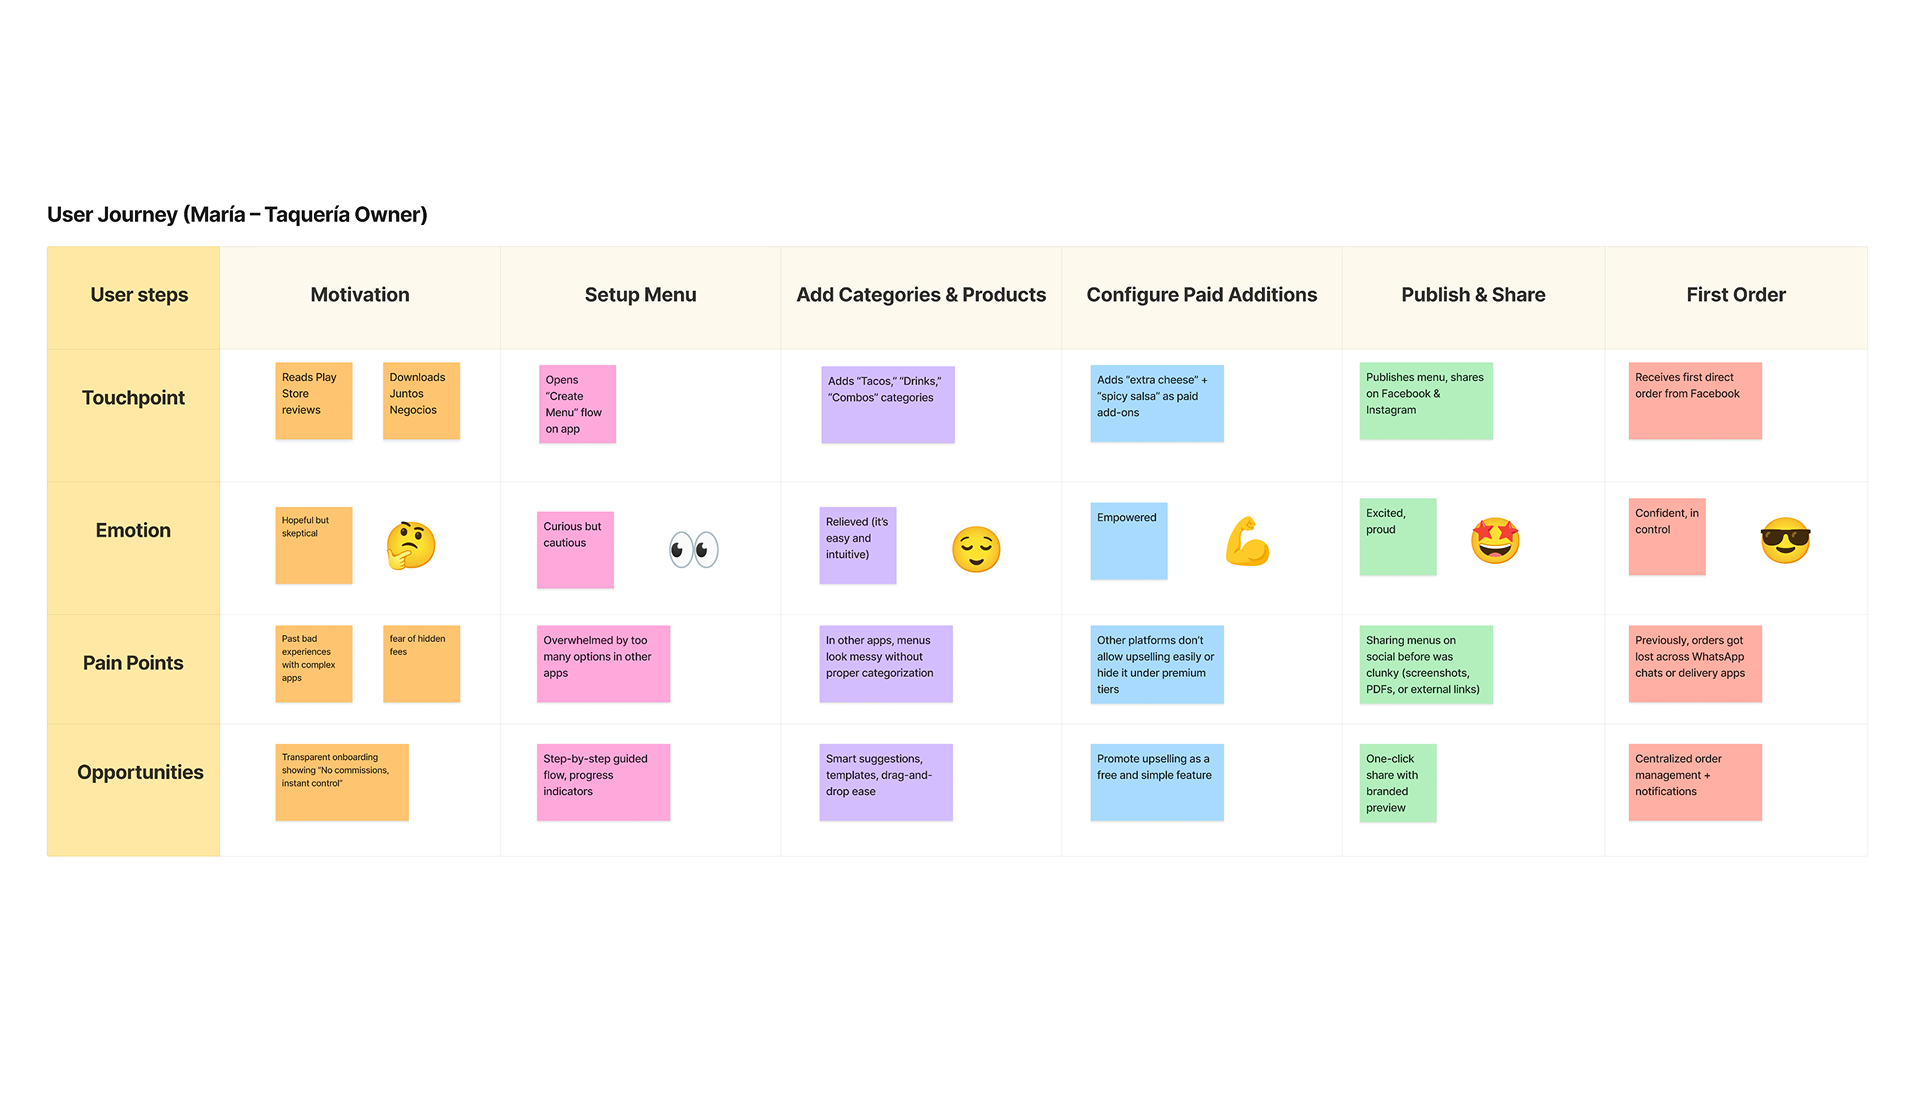 User Journey (María – Taquería Owner)
User steps
Motivation
Setup Menu
Add Categories & Products
Configure Paid Additions
Publish & Share
First Order
Touchpoint
Reads Play
Store
reviews
Downloads
Juntos
Negocios
Opens
“Create
Menu” flow
on app
Adds “Tacos,” “Drinks,”
“Combos” categories
Adds “extra cheese” +
“spicy salsa” as paid
add-ons
Publishes menu, shares
on Facebook &
Instagram
Receives first direct
order from Facebook
Emotion
Hopeful but
skeptical
Curious but
cautious
Relieved (it’s
easy and
intuitive)
Empowered
Excited,
proud
Confident, in
control
Pain Points
Past bad
experiences
with complex
apps
fear of hidden
fees
Overwhelmed by too
many options in other
apps
In other apps, menus
look messy without
proper categorization
Other platforms don’t
allow upselling easily or
hide it under premium
tiers
Sharing menus on
social before was
clunky (screenshots,
PDFs, or external links)
Previously, orders got
lost across WhatsApp
chats or delivery apps
Opportunities
Transparent onboarding
showing “No commissions,
instant control”
Step-by-step guided
flow, progress
indicators
Smart suggestions,
templates, drag-and-
drop ease
Promote upselling as a
free and simple feature
One-click
share with
branded
preview
Centralized order
management +
notifications